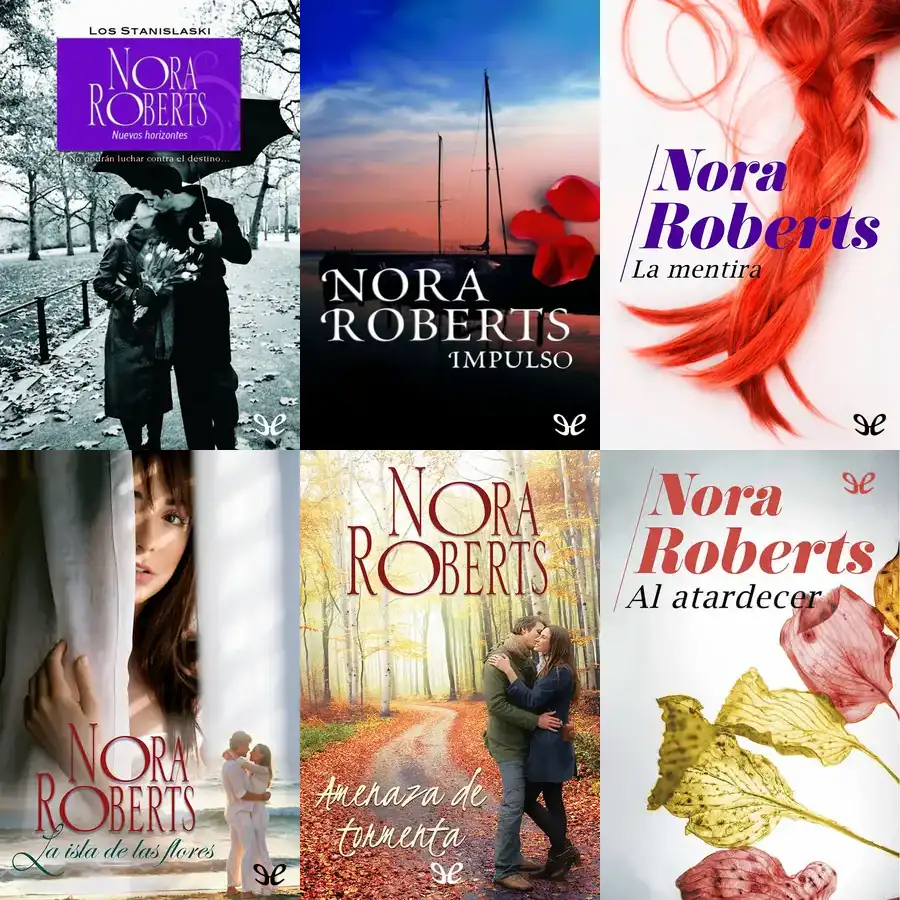 LOS STANISLASKI
NORA
ROBERTS
Nuevos horizontes
No podrán luchar contra el destino...
NORA
ROBERTS
IMPULSO
Nora
Roberts
La mentira
NORA
ROBERTS
La isla de las flores
NORA
ROBERTS
Amenaza de
tormenta
Nora
Roberts
Al atardecer